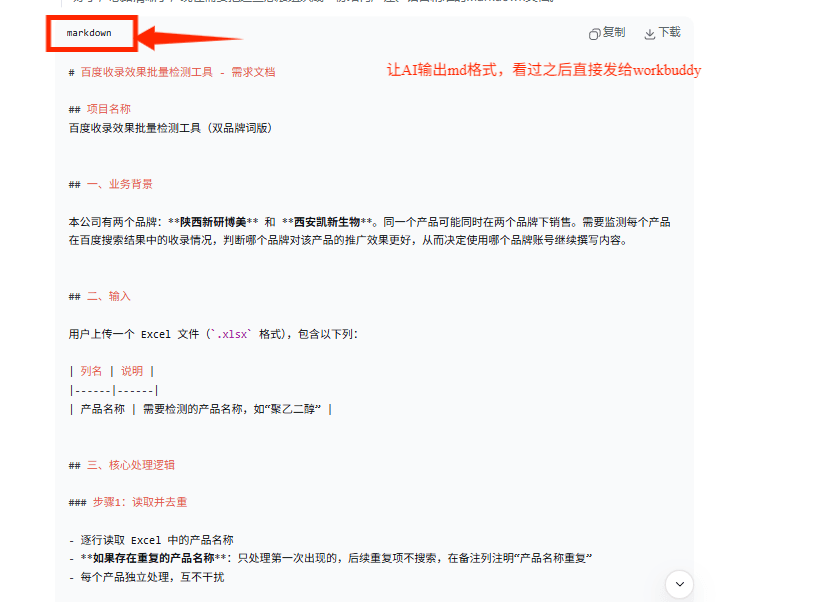 markdown
复制 下载
让AI输出md格式，看过之后直接发给workbuddy
# 百度收录效果批量检测工具 - 需求文档
## 项目名称
百度收录效果批量检测工具（双品牌词版）
## 一、业务背景
本公司有两个品牌：**陕西新研博美** 和 **西安凯新生物**。同一个产品可能同时在两个品牌下销售。需要监测每个产品
在百度搜索结果中的收录情况，判断哪个品牌对该产品的推广效果更好，从而决定使用哪个品牌账号继续撰写内容。
## 二、输入
用户上传一个 Excel 文件（`.xlsx` 格式），包含以下列：
| 列名 | 说明 |
|------|------|
| 产品名称 | 需要检测的产品名称，如“聚乙二醇” |
## 三、核心处理逻辑
### 步骤1：读取并去重
- 逐行读取 Excel 中的产品名称
- **如果存在重复的产品名称**：只处理第一次出现的，后续重复项不搜索，在备注列注明“产品名称重复”
- 每个产品独立处理，互不干扰